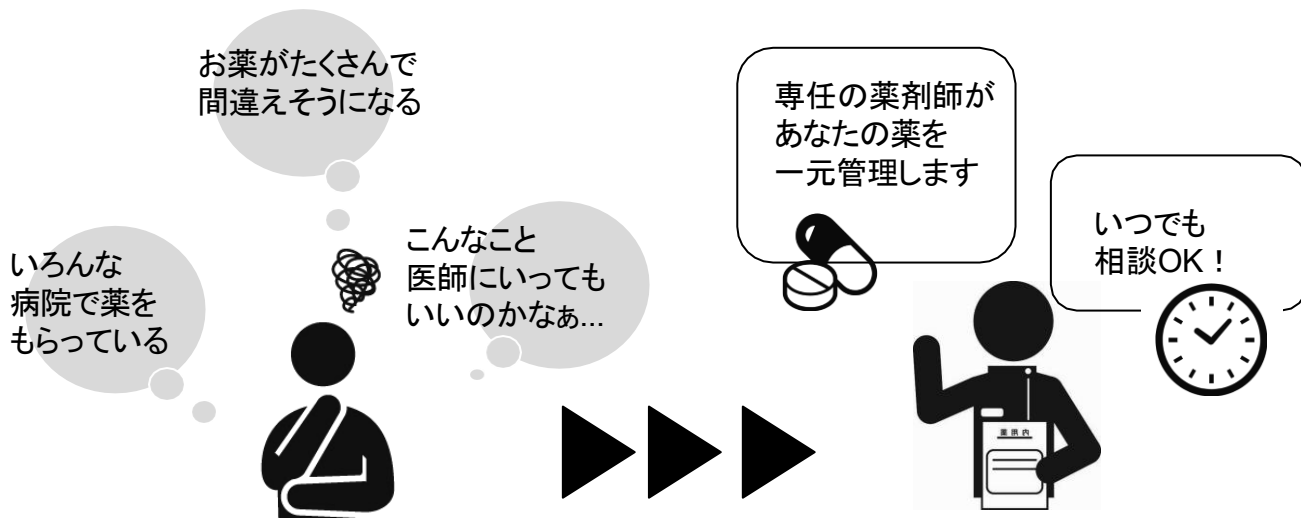 お薬がたくさんで
間違えそうになる
いろんな
病院で薬を
もらっている
こんなこと
医師にいっても
いいのかなぁ...
専任の薬剤師が
あなたの薬を
一元管理します
いつでも
相談OK！